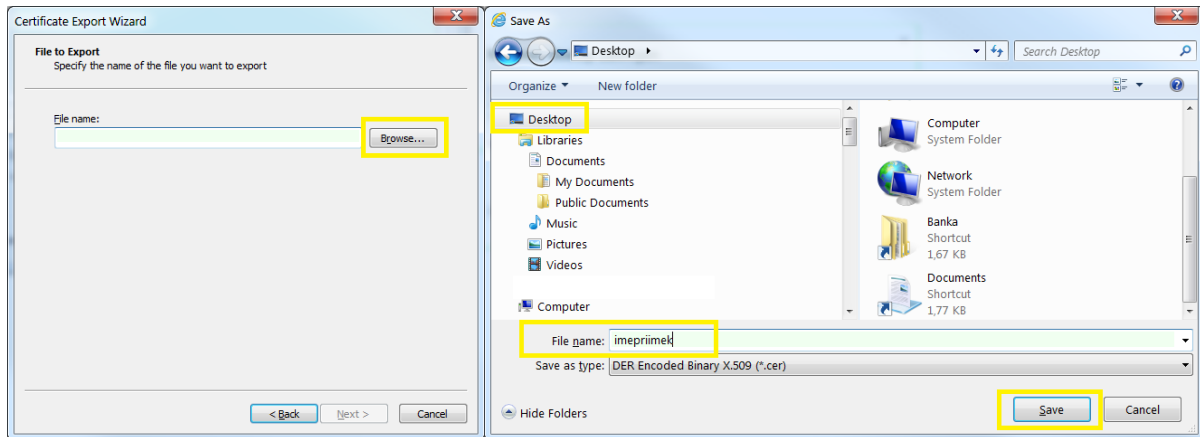 Certificate Export Wizard
File to Export
Specify the name of the file you want to export
File name:
Browse...
< Back
Next >
Cancel
Save As
Desktop
Search Desktop
Organize
New folder
Desktop
Libraries
Documents
My Documents
Public Documents
Music
Pictures
Videos
Computer
Computer
System Folder
Network
System Folder
Banka
Shortcut
1,67 KB
Documents
Shortcut
1,77 KB
File name: imepriimek
Save as type: DER Encoded Binary X.509 (*.cer)
Hide Folders
Save
Cancel